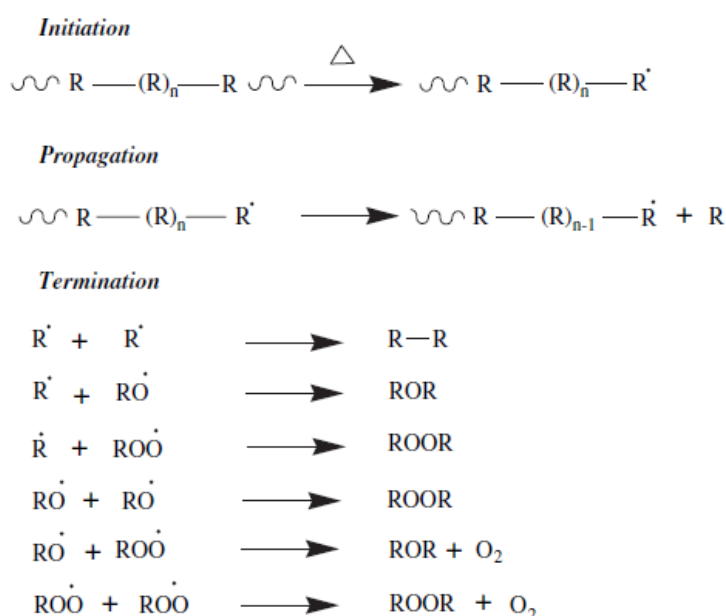 Initiation
R — (R)n — R △ → R — (R)n — R˙
Propagation
R — (R)n — R˙ → R — (R)n-1 — R˙ + R
Termination
R˙ + R˙ → R—R
R˙ + RO˙ → ROR
R˙ + ROO˙ → ROOR
RO˙ + RO˙ → ROOR
RO˙ + ROO˙ → ROR + O2
ROO˙ + ROO˙ → ROOR + O2